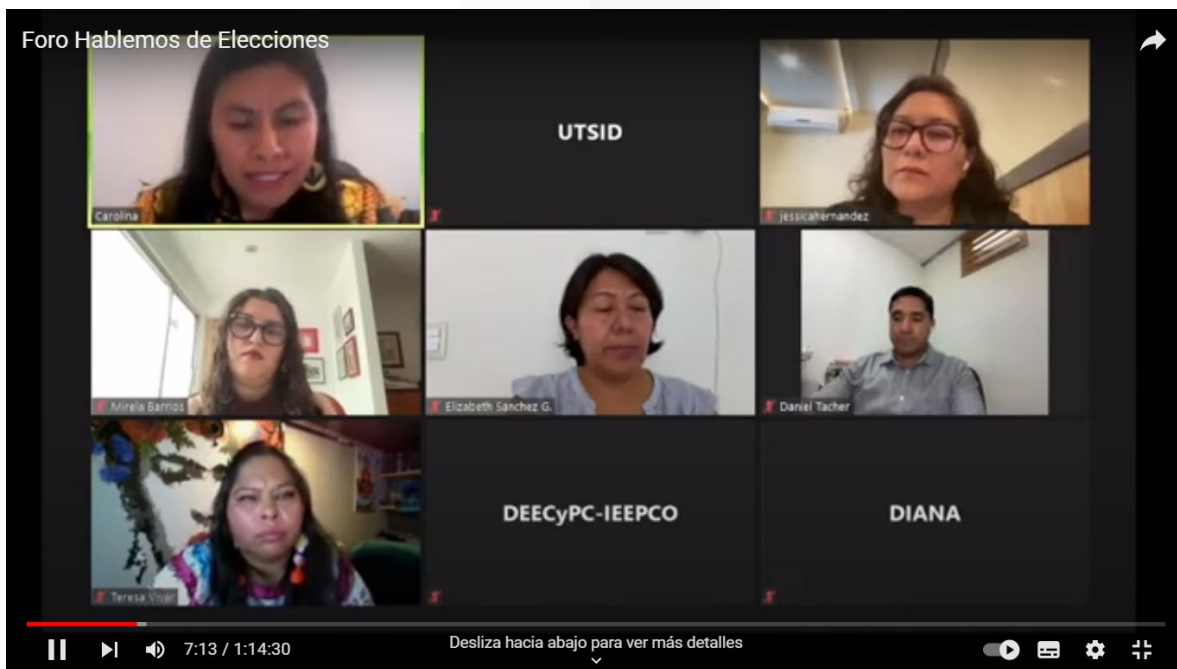 Foro Hablemos de Elecciones
Carolina
UTSID
jessicahernandez
Mirela Barrios
Elizabeth Sanchez G.
Daniel Tacher
Teresa Vivar
DEECyPC-IEEPCO
DIANA
7:13 / 1:14:30
Desliza hacia abajo para ver más detalles